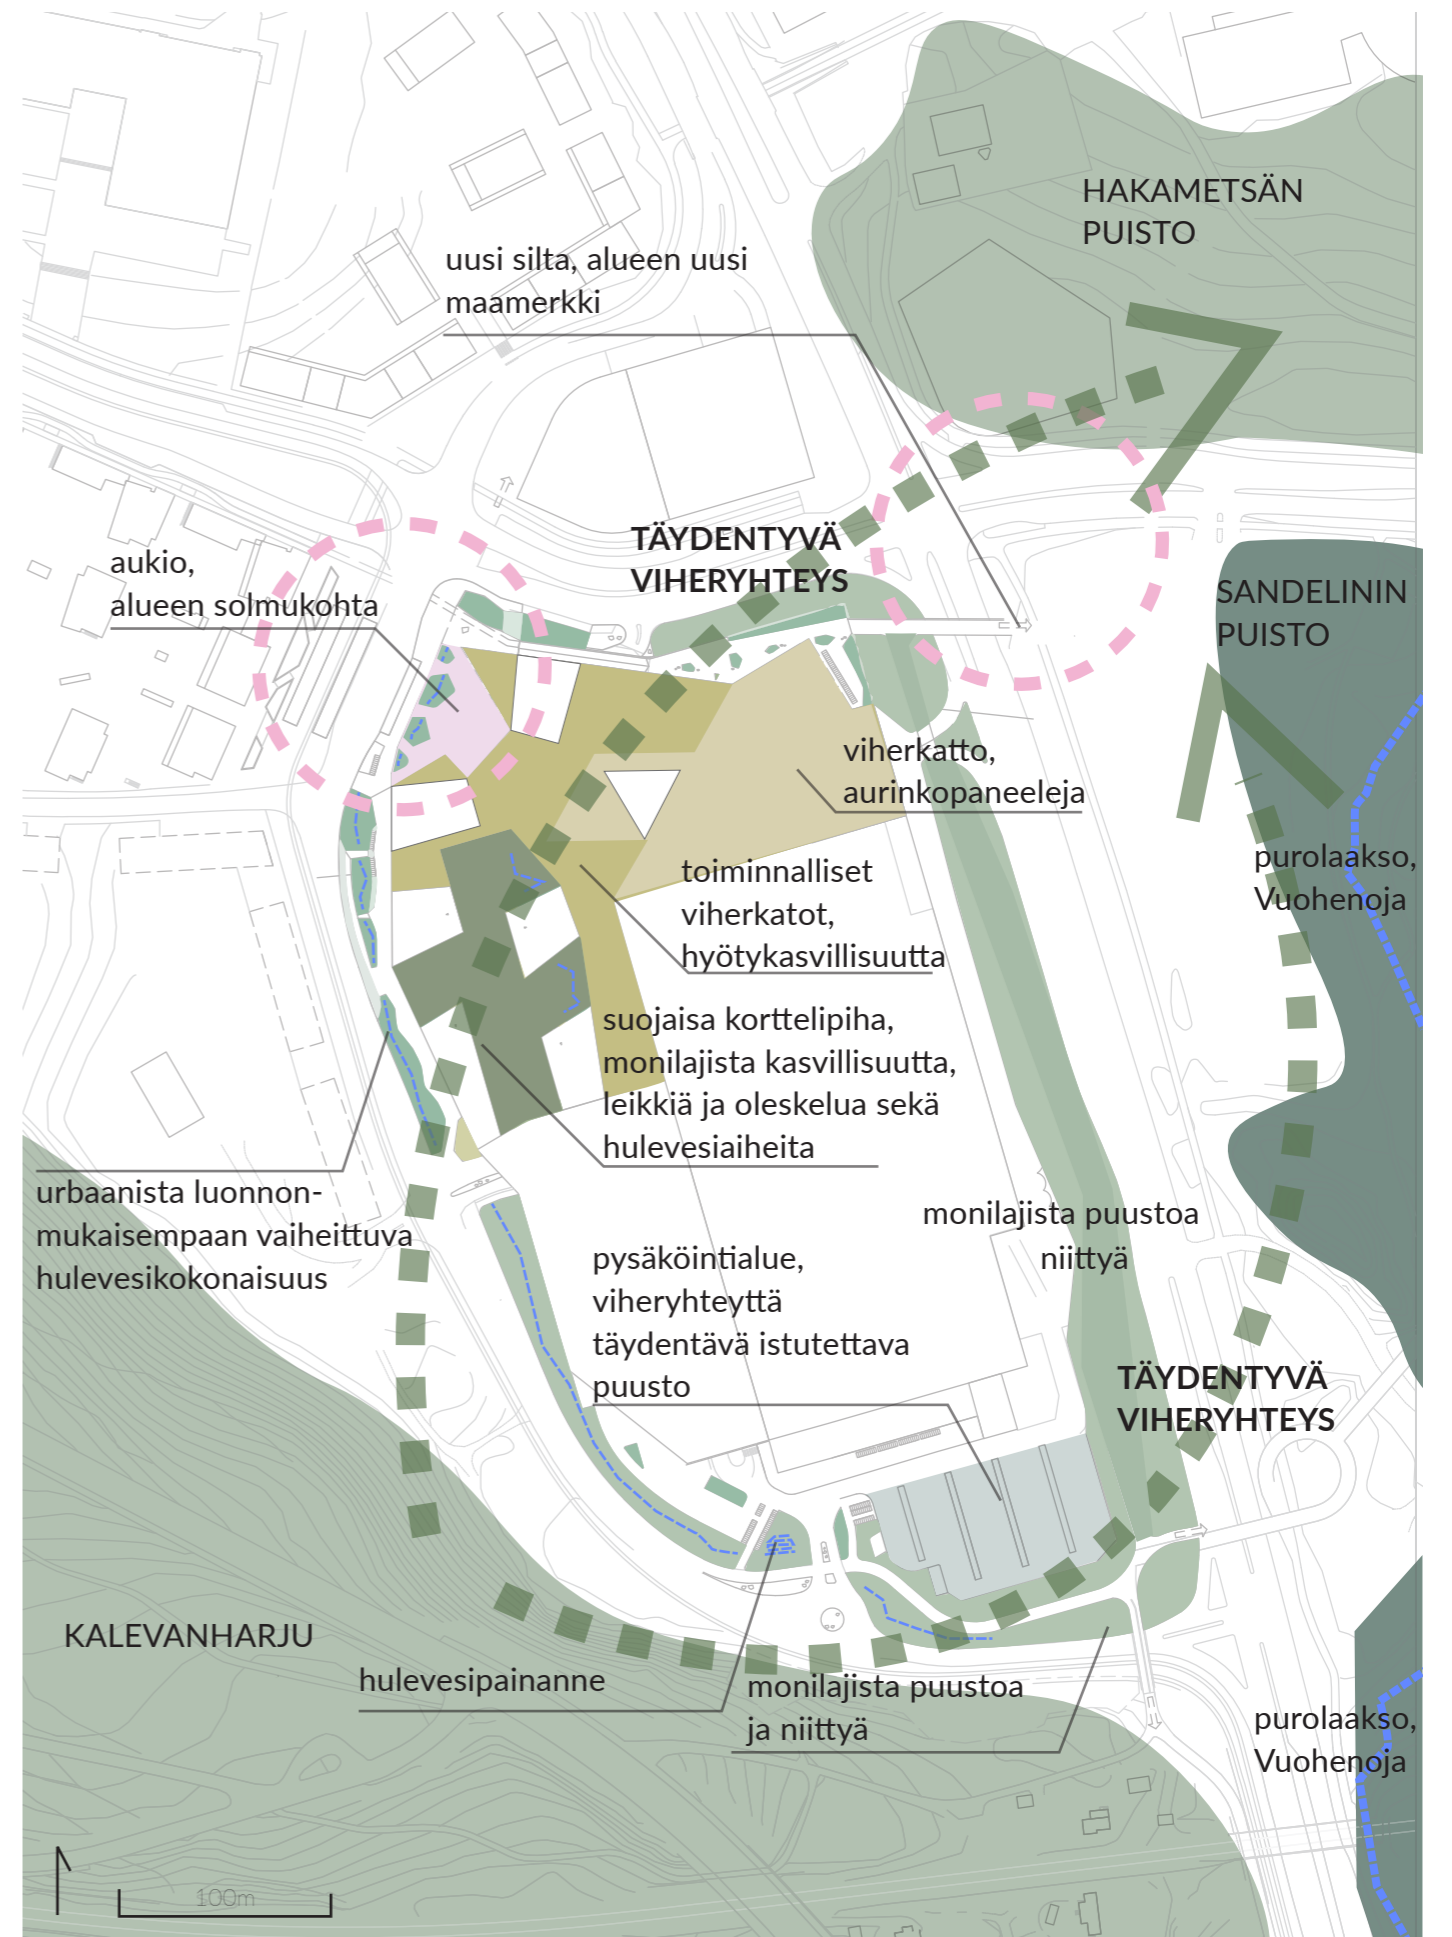 HAKAMETSÄN
PUISTO
uusi silta, alueen uusi
maamerkki
TÄYDENTYVÄ
VIHERYHTEYS
aukio,
alueen solmukohta
SANDELININ
PUISTO
viherkatto,
aurinkopaneeleja
purolaakso,
Vuohenoja
toiminnalliset
viherkatot,
hyötykasvillisuutta
suojaisa korttelipiha,
monilajista kasvillisuutta,
leikkiä ja oleskelua sekä
hulevesiaiheita
urbaanista luonnon-
mukaisempaan vaiheittuva
hulevesikokonaisuus
monilajista puustoa
niittyä
pysäköintialue,
viheryhteyttä
täydentävä istutettava
puusto
TÄYDENTYVÄ
VIHERYHTEYS
KALEVANHARJU
hulevesipainanne
monilajista puustoa
ja niittyä
purolaakso,
Vuohenoja
100m